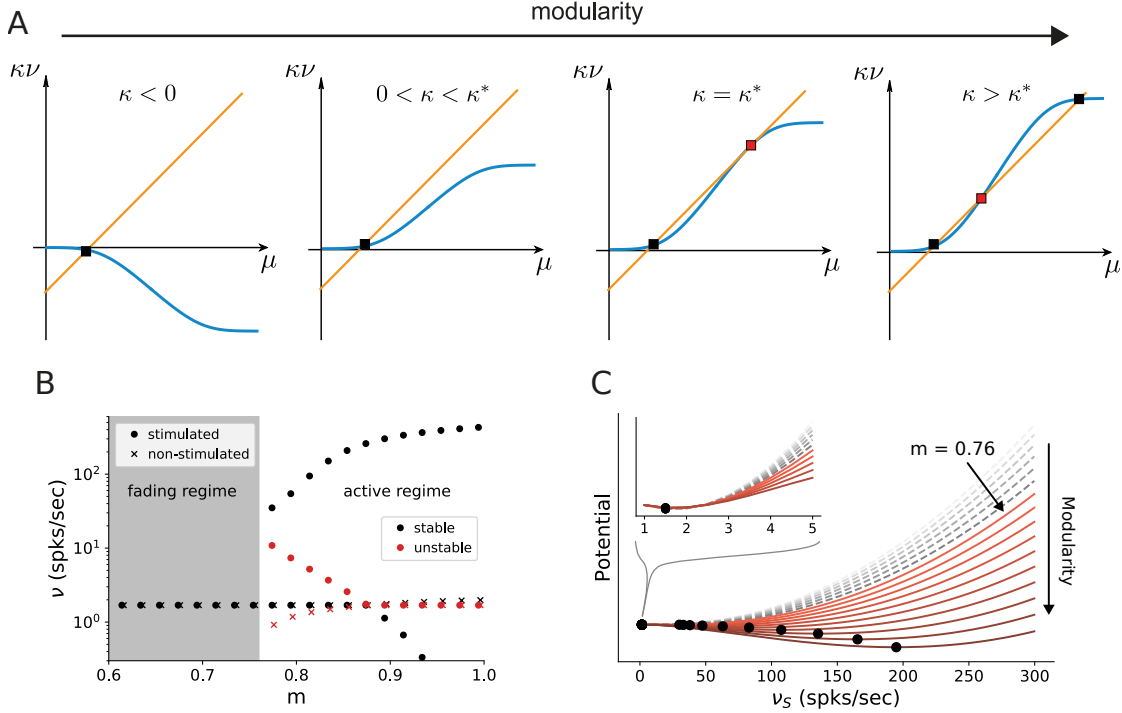 A
modularity
κν
κ < 0
μ
κν
0 < κ < κ*
μ
κν
κ = κ*
μ
κν
κ > κ*
μ
B
ν (spks/sec)
10²
10¹
10⁰
stimulated
non-stimulated
fading regime
active regime
stable
unstable
0.6 0.7 0.8 0.9 1.0
m
C
Potential
m = 0.76
Modularity
1 2 3 4 5
0 50 100 150 200 250 300
ν_S (spks/sec)